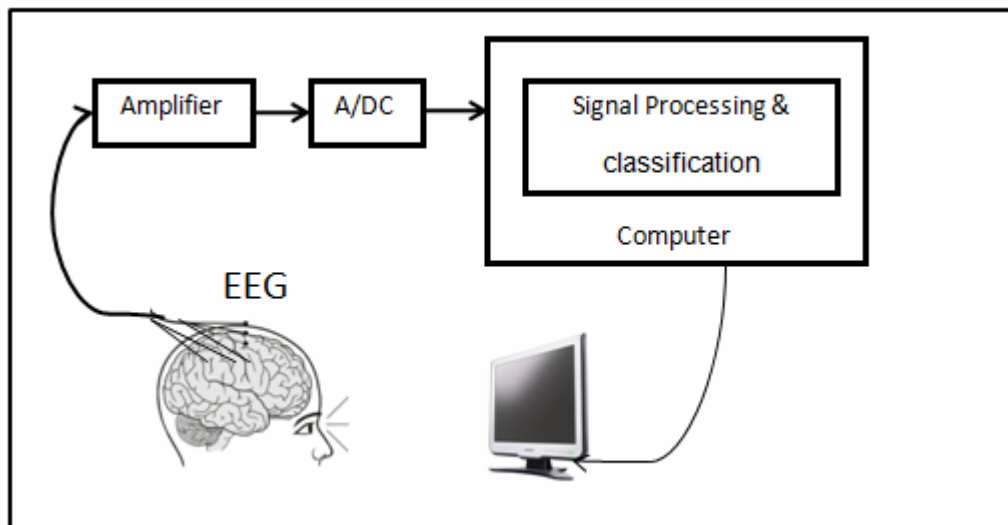 Amplifier
A/DC
Signal Processing &
classification
Computer
EEG